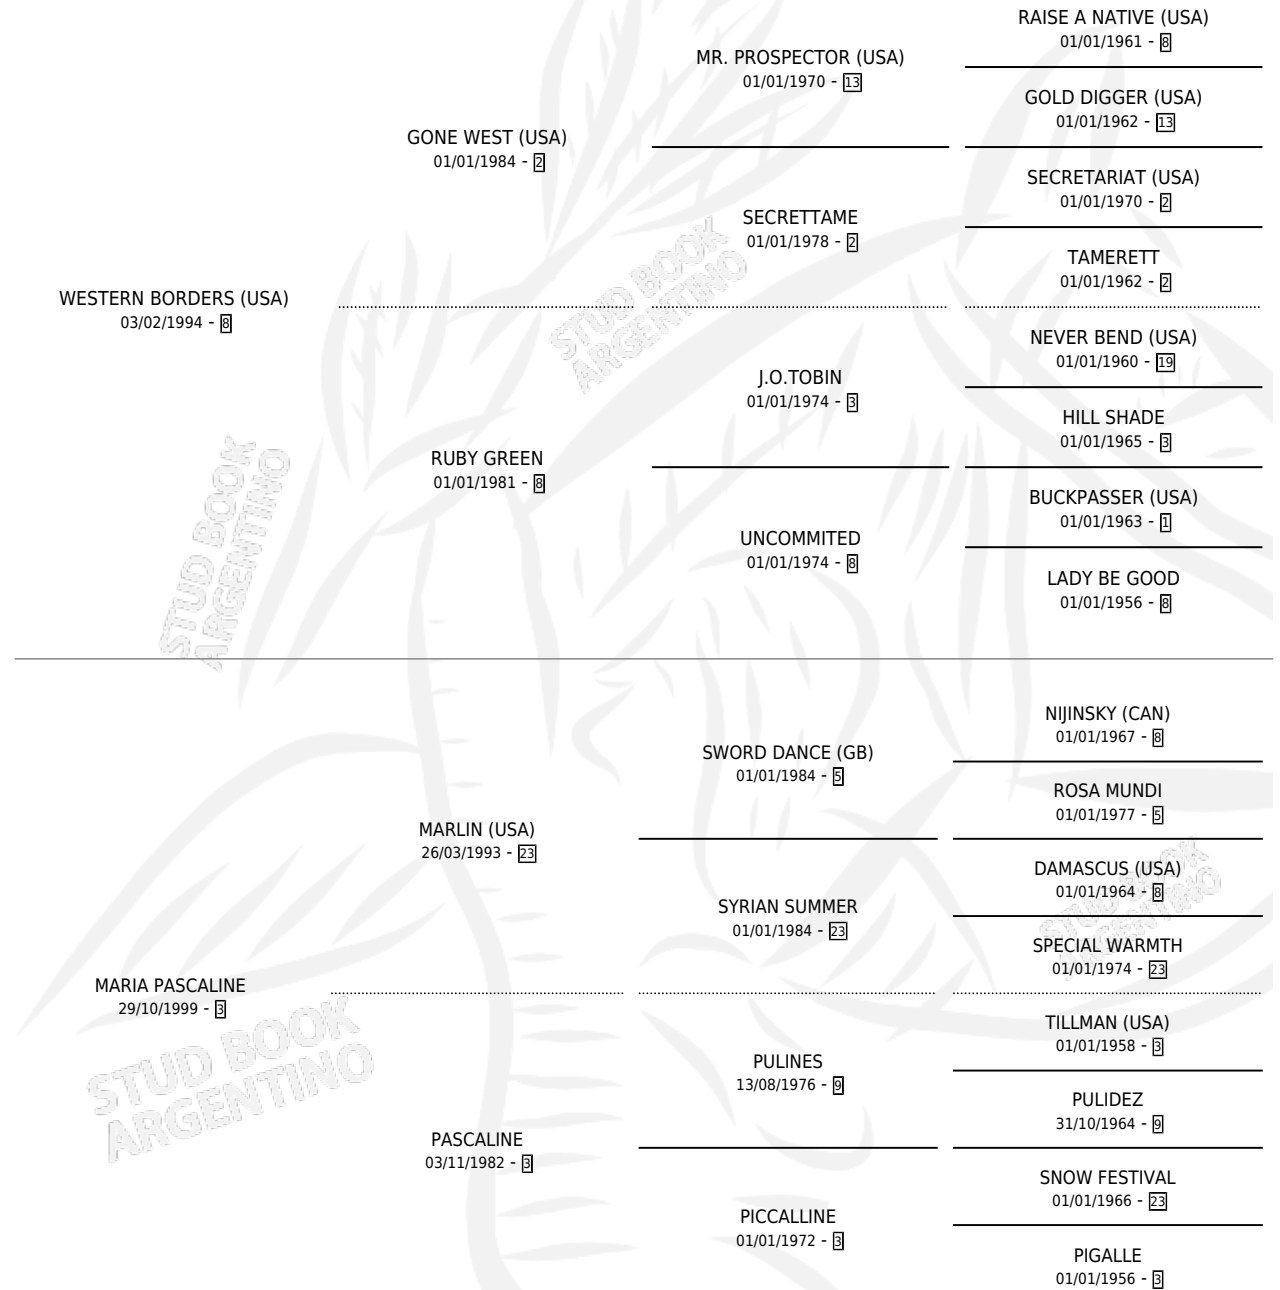 RAISE A NATIVE (USA)
01/01/1961 - 8
MR. PROSPECTOR (USA)
01/01/1970 - 13
GOLD DIGGER (USA)
01/01/1962 - 13
GONE WEST (USA)
01/01/1984 - 2
SECRETARIAT (USA)
01/01/1970 - 2
SECRETTAME
01/01/1978 - 2
TAMERETT
01/01/1962 - 2
WESTERN BORDERS (USA)
03/02/1994 - 8
NEVER BEND (USA)
01/01/1960 - 19
J.O.TOBIN
01/01/1974 - 3
HILL SHADE
01/01/1965 - 3
RUBY GREEN
01/01/1981 - 8
BUCKPASSER (USA)
01/01/1963 - 1
UNCOMMITED
01/01/1974 - 8
LADY BE GOOD
01/01/1956 - 8
STUD BOOK
ARGENTINO
STUD BOOK
ARGENTINO
NIJINSKY (CAN)
01/01/1967 - 8
SWORD DANCE (GB)
01/01/1984 - 5
ROSA MUNDI
01/01/1977 - 5
MARLIN (USA)
26/03/1993 - 23
DAMASCUS (USA)
01/01/1964 - 8
SYRIAN SUMMER
01/01/1984 - 23
SPECIAL WARMTH
01/01/1974 - 23
MARIA PASCALINE
29/10/1999 - 3
TILLMAN (USA)
01/01/1958 - 3
PULINES
13/08/1976 - 9
PULIDEZ
31/10/1964 - 9
PASCALINE
03/11/1982 - 3
SNOW FESTIVAL
01/01/1966 - 23
PICCALLINE
01/01/1972 - 3
PIGALLE
01/01/1956 - 3
STUD BOOK
ARGENTINO
STUD BOOK
ARGENTINO